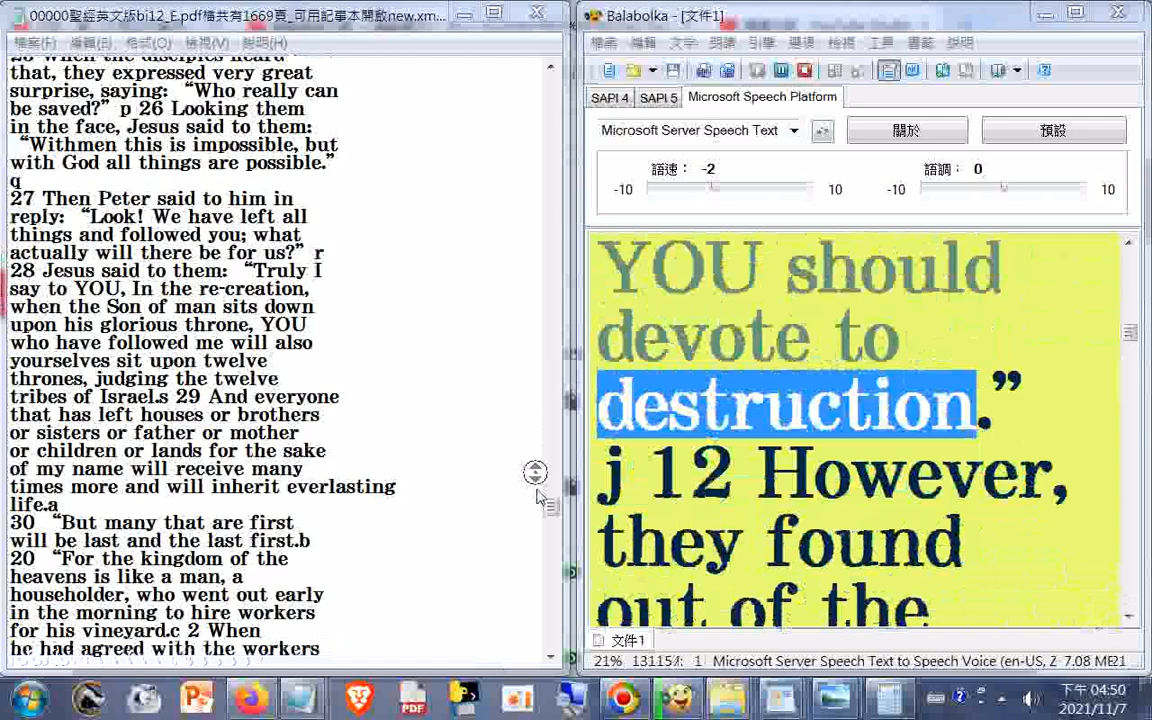 00000聖經英文版bi12_E.pdf檔共有1669頁_可用記事本開啟new.xm...
檔案(F) 編輯(E) 格式(O) 檢視(V) 說明(H)
25 When the disciples heard
that, they expressed very great
surprise, saying: “Who really can
be saved?” p 26 Looking them
in the face, Jesus said to them:
“Withmen this is impossible, but
with God all things are possible.”
q
27 Then Peter said to him in
reply: “Look! We have left all
things and followed you; what
actually will there be for us?” r
28 Jesus said to them: “Truly I
say to YOU, In the re-creation,
when the Son of man sits down
upon his glorious throne, YOU
who have followed me will also
yourselves sit upon twelve
thrones, judging the twelve
tribes of Israel.s 29 And everyone
that has left houses or brothers
or sisters or father or mother
or children or lands for the sake
of my name will receive many
times more and will inherit everlasting
life.a
30 “But many that are first
will be last and the last first.b
20 “For the kingdom of the
heavens is like a man, a
householder, who went out early
in the morning to hire workers
for his vineyard.c 2 When
he had agreed with the workers
Balabolka - [文件1]
檔案 編輯 文字 朗讀 引擎 選項 檢視 工具 書籤 說明
SAPI 4 SAPI 5 Microsoft Speech Platform
Microsoft Server Speech Text 關於 預設
語速： -2 語調： 0
-10 10 -10 10
YOU should
devote to
destruction.”
j 12 However,
they found
out of the
文件1
21% 1: Microsoft Server Speech Text to Speech Voice (en-US, Z 7.08 ME21
下午 04:50
2021/11/7